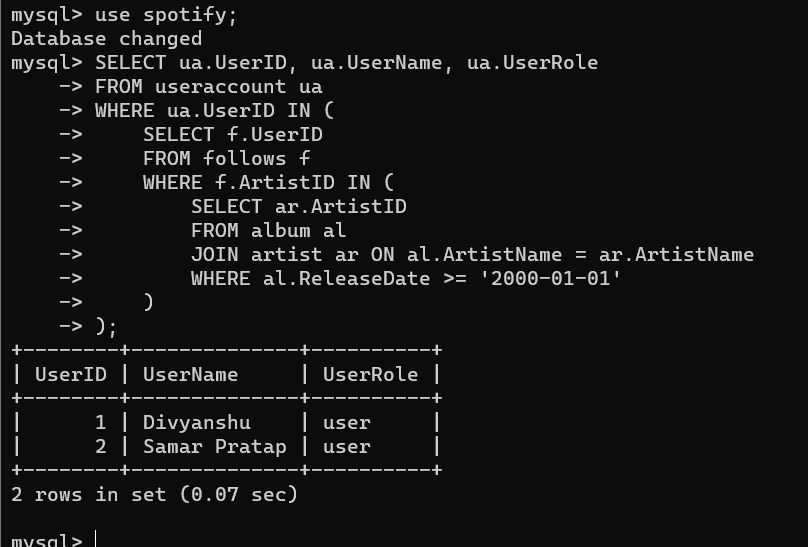 mysql> use spotify;
Database changed
mysql> SELECT ua.UserID, ua.UserName, ua.UserRole
    -> FROM useraccount ua
    -> WHERE ua.UserID IN (
    ->     SELECT f.UserID
    ->     FROM follows f
    ->     WHERE f.ArtistID IN (
    ->         SELECT ar.ArtistID
    ->         FROM album al
    ->         JOIN artist ar ON al.ArtistName = ar.ArtistName
    ->         WHERE al.ReleaseDate >= '2000-01-01'
    ->     )
    -> );
+--------+--------------+----------+
| UserID | UserName     | UserRole |
+--------+--------------+----------+
|      1 | Divyanshu    | user     |
|      2 | Samar Pratap | user     |
+--------+--------------+----------+
2 rows in set (0.07 sec)

mysql>